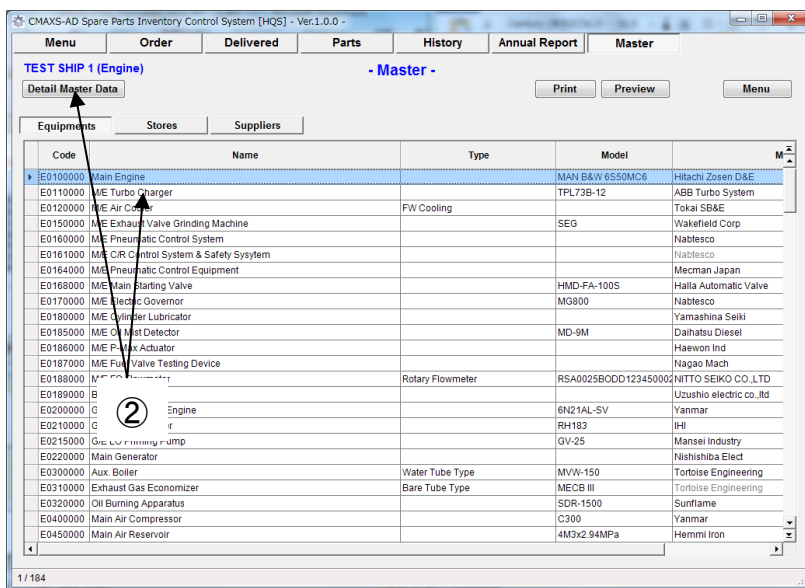 CMAXS-AD Spare Parts Inventory Control System [HQS] - Ver.1.0.0 -
Menu Order Delivered Parts History Annual Report Master
TEST SHIP 1 (Engine) - Master -
Detail Master Data Print Preview Menu
Equipments Stores Suppliers
Code Name Type Model M
E0100000 Main Engine MAN B&W 6S50MC6 Hitachi Zosen D&E
E0110000 M/E Turbo Charger TPL73B-12 ABB Turbo System
E0120000 M/E Air Cooler FW Cooling Tokai SB&E
E0150000 M/E Exhaust Valve Grinding Machine SEG Wakefield Corp
E0160000 M/E Pneumatic Control System Nabtesco
E0161000 M/E C/R Control System & Safety Sysytem Nabtesco
E0164000 M/E Pneumatic Control Equipment Mecman Japan
E0168000 M/E Main Starting Valve HMD-FA-100S Halla Automatic Valve
E0170000 M/E Electric Governor MG800 Nabtesco
E0180000 M/E Cylinder Lubricator Yamashina Seiki
E0185000 M/E Oil Mist Detector MD-9M Daihatsu Diesel
E0186000 M/E P-Max Actuator Haewon Ind
E0187000 M/E Fuel Valve Testing Device Nagao Mach
E0188000 M/E FO Flowmeter Rotary Flowmeter RSA0025BODD123450002 NITTO SEIKO CO.,LTD
E0189000 B Uzushio electric co.,ltd
E0200000 G Engine 6N21AL-SV Yanmar
E0210000 G r RH183 IHI
E0215000 G/E LO Priming Pump GV-25 Mansei Industry
E0220000 Main Generator Nishishiba Elect
E0300000 Aux. Boiler Water Tube Type MVW-150 Tortoise Engineering
E0310000 Exhaust Gas Economizer Bare Tube Type MECB III Tortoise Engineering
E0320000 Oil Burning Apparatus SDR-1500 Sunflame
E0400000 Main Air Compressor C300 Yanmar
E0450000 Main Air Reservoir 4M3x2.94MPa Hemmi Iron
②
1 / 184